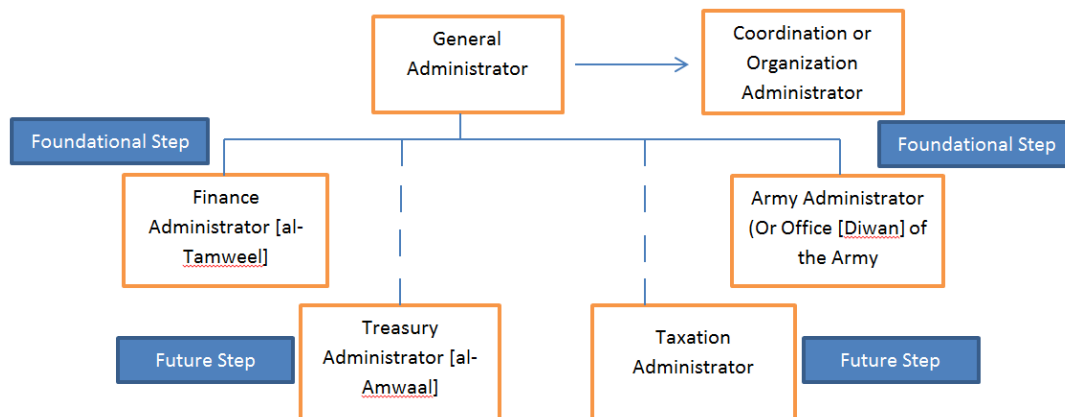 General
Administrator
Coordination or
Organization
Administrator
Foundational Step
Foundational Step
Finance
Administrator [al-
Tamweel]
Army Administrator
(Or Office [Diwan] of
the Army
Future Step
Treasury
Administrator [al-
Amwaal]
Taxation
Administrator
Future Step